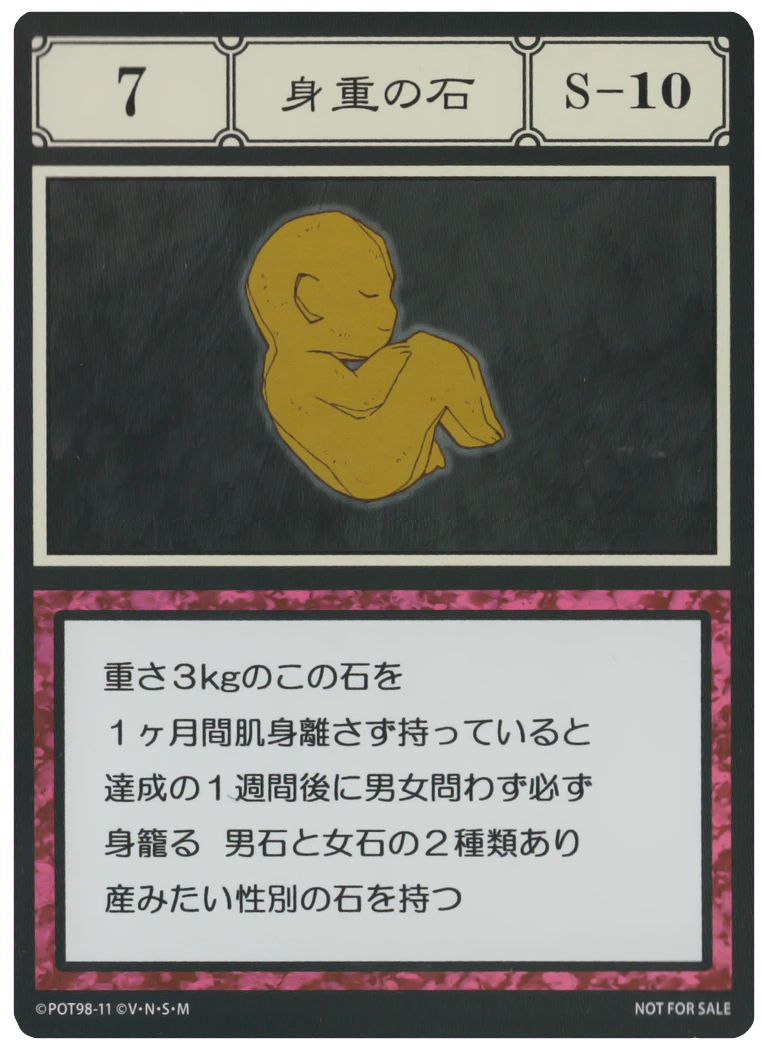 7
身重の石
S-10
重さ3kgのこの石を
1ヶ月間肌身離さず持っていると
達成の1週間後に男女問わず必ず
身籠る 男石と女石の2種類あり
産みたい性別の石を持つ
©POT98-11 ©V・N・S・M
NOT FOR SALE